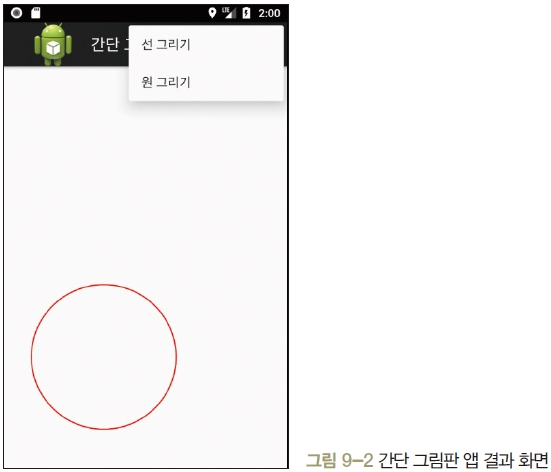 LTE 2:00
간단 그
선 그리기
원 그리기
그림 9-2 간단 그림판 앱 결과 화면